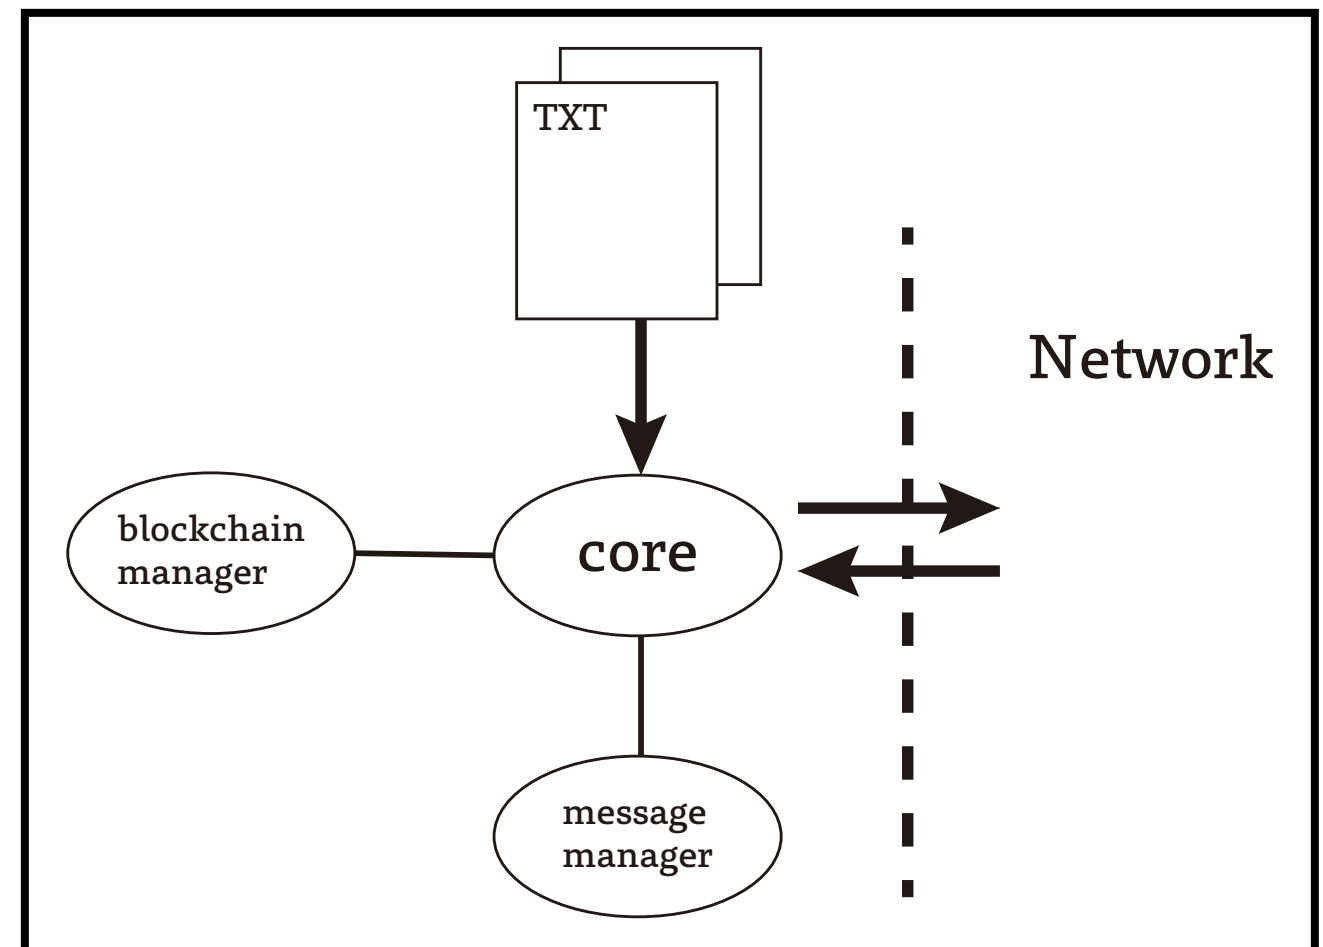 TXT
Network
blockchain
manager
core
message
manager